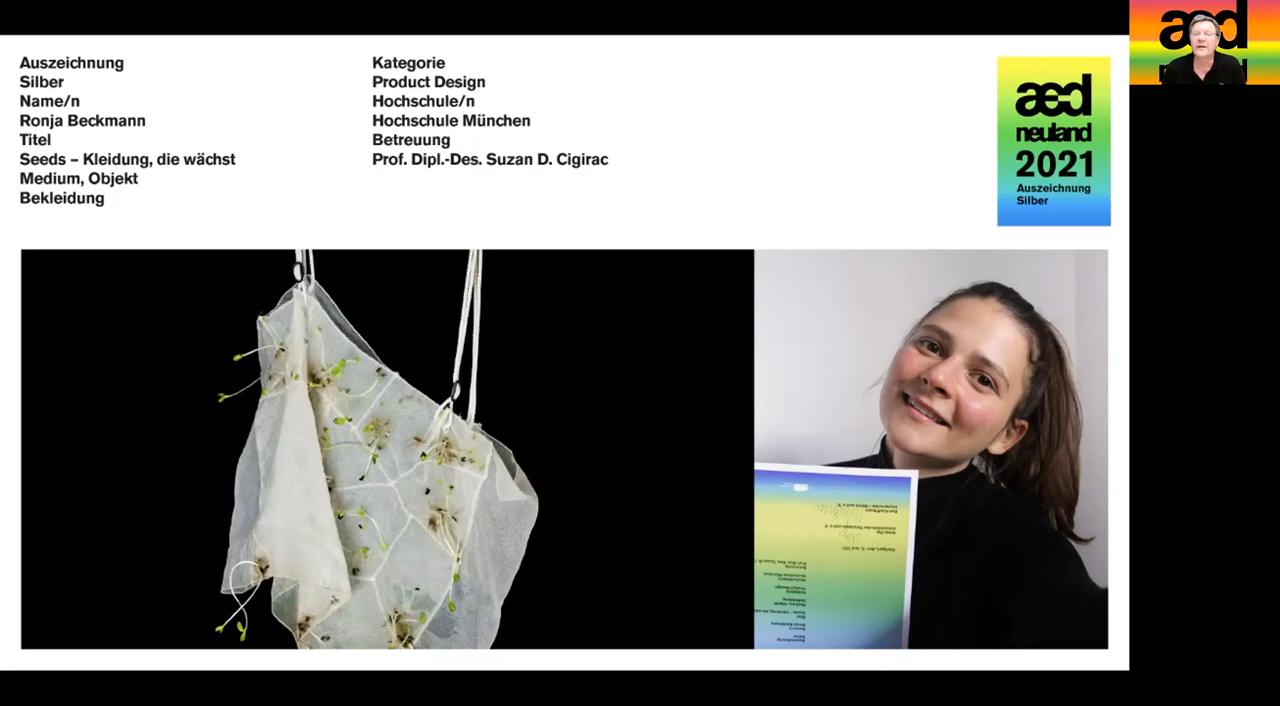 Auszeichnung
Silber
Name/n
Ronja Beckmann
Titel
Seeds – Kleidung, die wächst
Medium, Objekt
Bekleidung
Kategorie
Product Design
Hochschule/n
Hochschule München
Betreuung
Prof. Dipl.-Des. Suzan D. Cigirac
aed
neuland
2021
Auszeichnung
Silber
aed